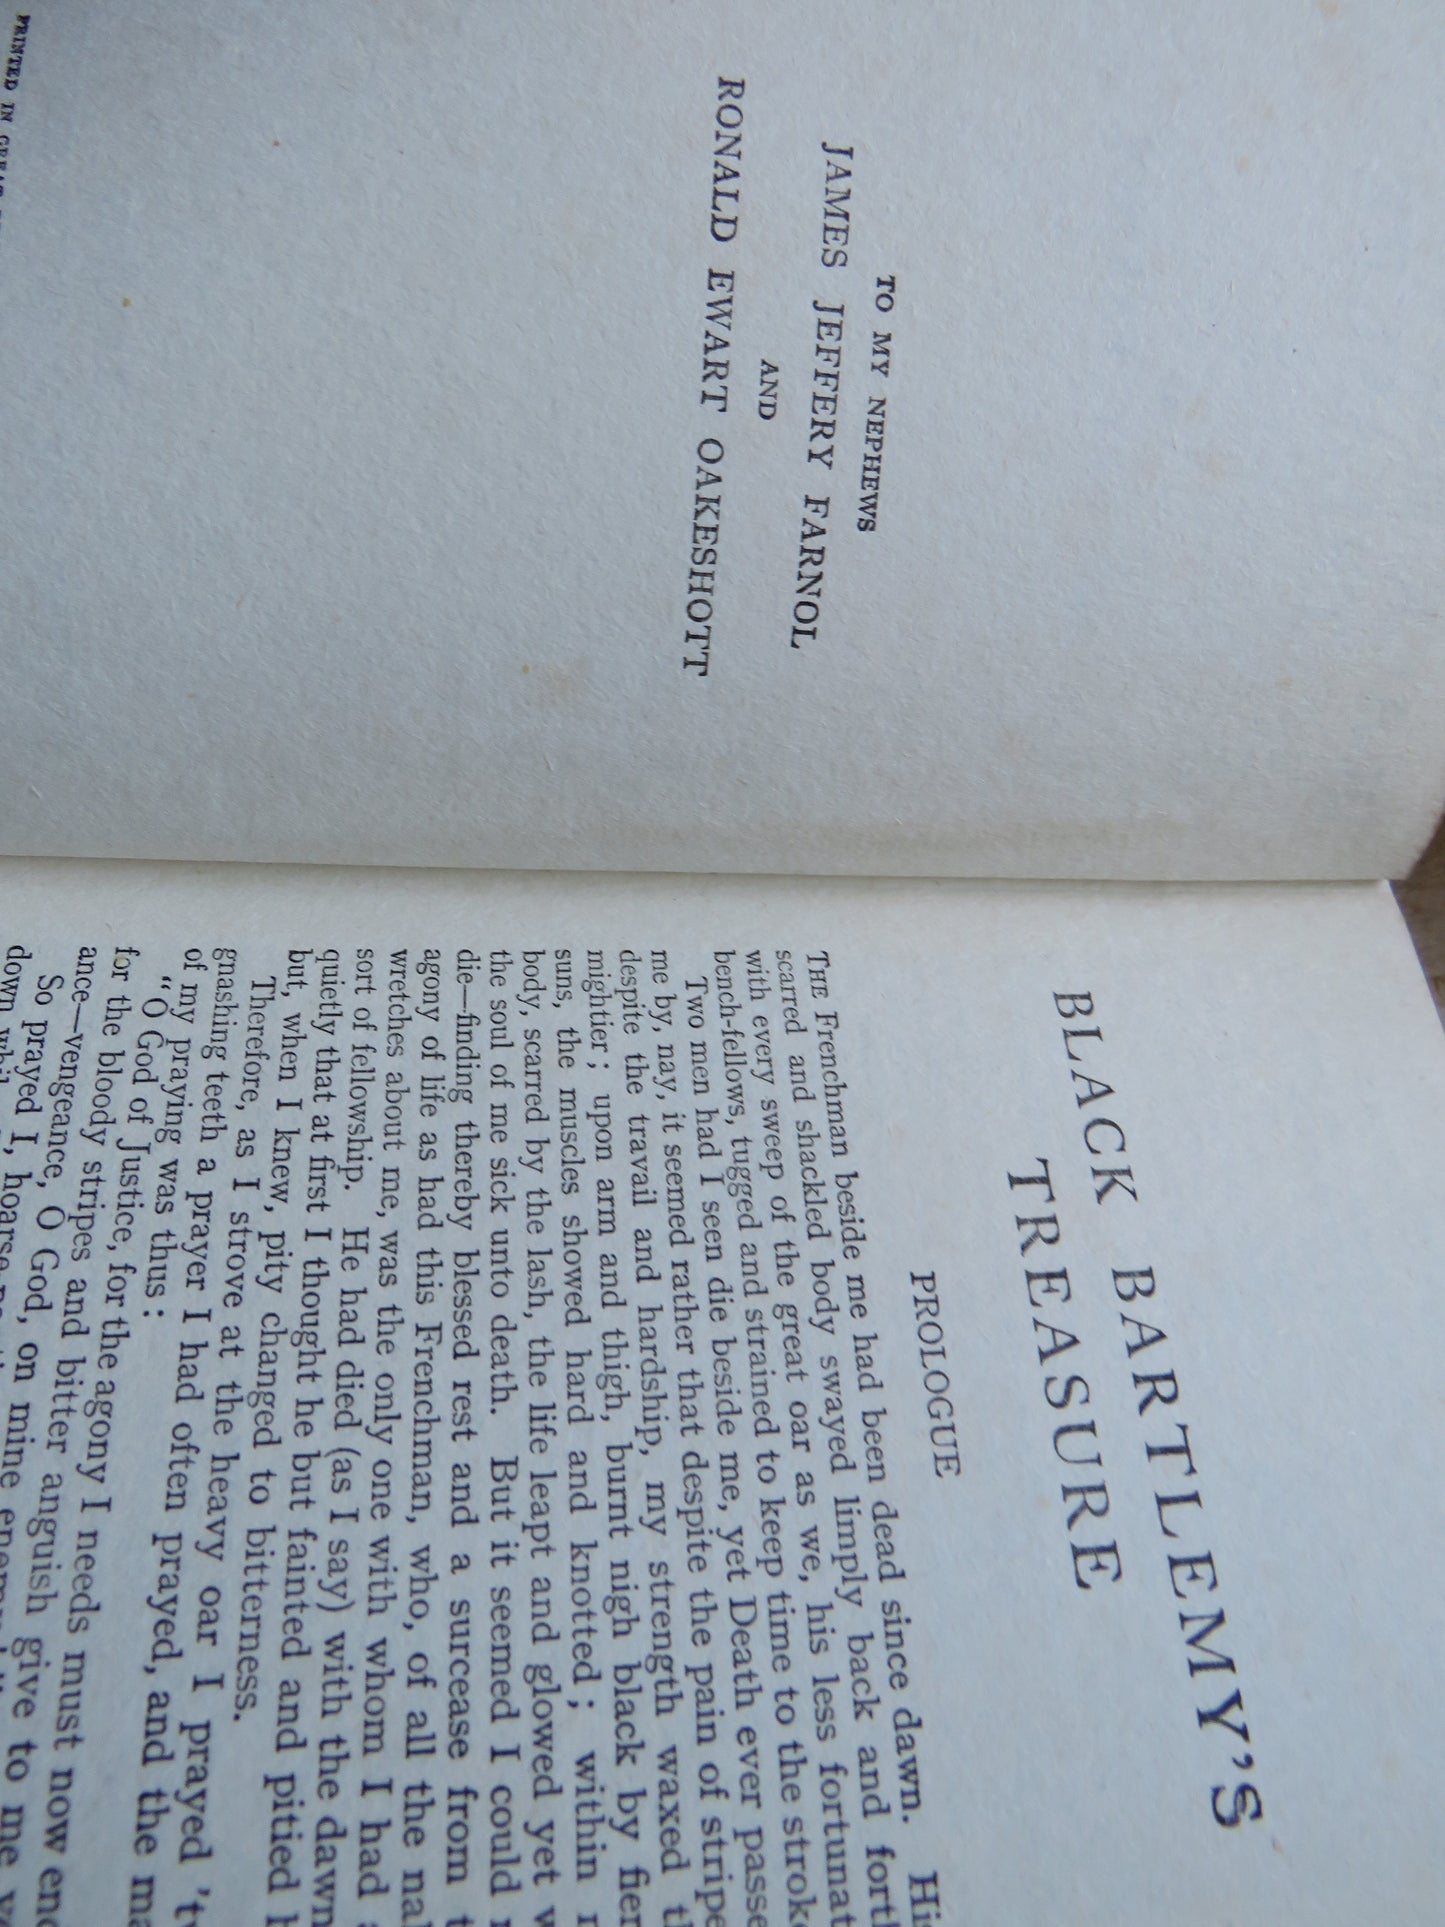 TO MY NEPHEWS
JAMES JEFFERY FARNOL
AND
RONALD EWART OAKESHOTT
PRINTED IN
BLACK BARTLEMY'S
TREASURE
PROLOGUE
THE Frenchman beside me had been dead since dawn. His
scarred and shackled body swayed limply back and
with every sweep of the great oar as we, his less
bench-fellows, tugged and strained to keep time to the
Two men had I seen die beside me, yet Death ever
me by, nay, it seemed rather that despite the pain of
despite the travail and hardship, my strength waxed
mightier; upon arm and thigh, burnt nigh black by
suns, the muscles showed hard and knotted; within
body, scarred by the lash, the life leapt and glowed yet
the soul of me sick unto death. But it seemed I could
die—finding thereby blessed rest and a surcease from
agony of life as had this Frenchman, who, of all the
wretches about me, was the only one with whom I had
sort of fellowship. He had died (as I say) with the dawn
quietly that at first I thought he but fainted and pitied
but, when I knew, pity changed to bitterness.
Therefore, as I strove at the heavy oar I prayed
gnashing teeth a prayer I had often prayed, and the
of my praying was thus:
"O God of Justice, for the agony I needs must now
for the bloody stripes and bitter anguish give to me
ance—vengeance, O God, on mine
So prayed I,
down